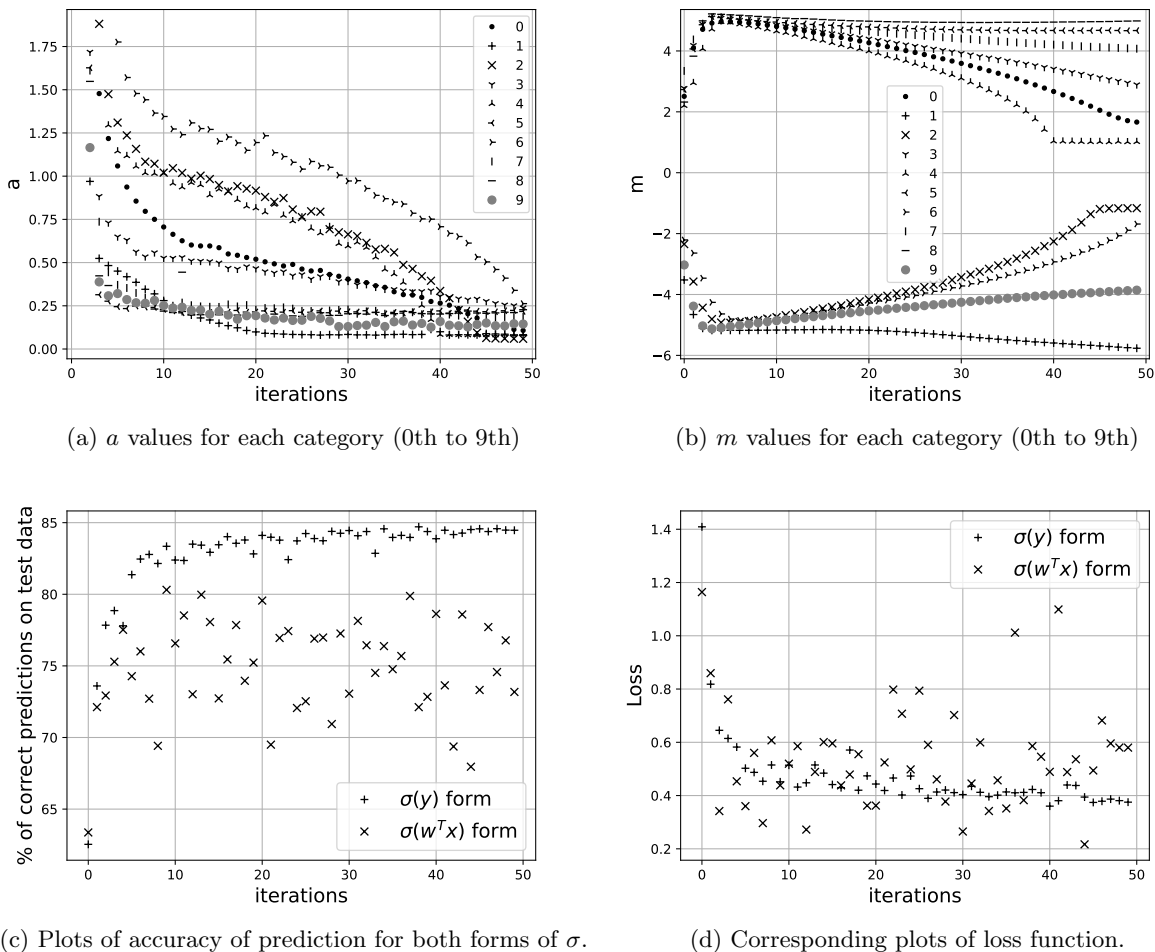 1.75
1.50
1.25
1.00
0.75
0.50
0.25
0.00
a
0
1
2
3
4
5
6
7
8
9
0 10 20 30 40 50
iterations
(a) a values for each category (0th to 9th)
4
2
0
−2
−4
−6
m
0
1
2
3
4
5
6
7
8
9
0 10 20 30 40 50
iterations
(b) m values for each category (0th to 9th)
85
80
75
70
65
% of correct predictions on test data
σ(y) form
σ(wᵀx) form
0 10 20 30 40 50
iterations
(c) Plots of accuracy of prediction for both forms of σ.
1.4
1.2
1.0
0.8
0.6
0.4
0.2
Loss
σ(y) form
σ(wᵀx) form
0 10 20 30 40 50
iterations
(d) Corresponding plots of loss function.